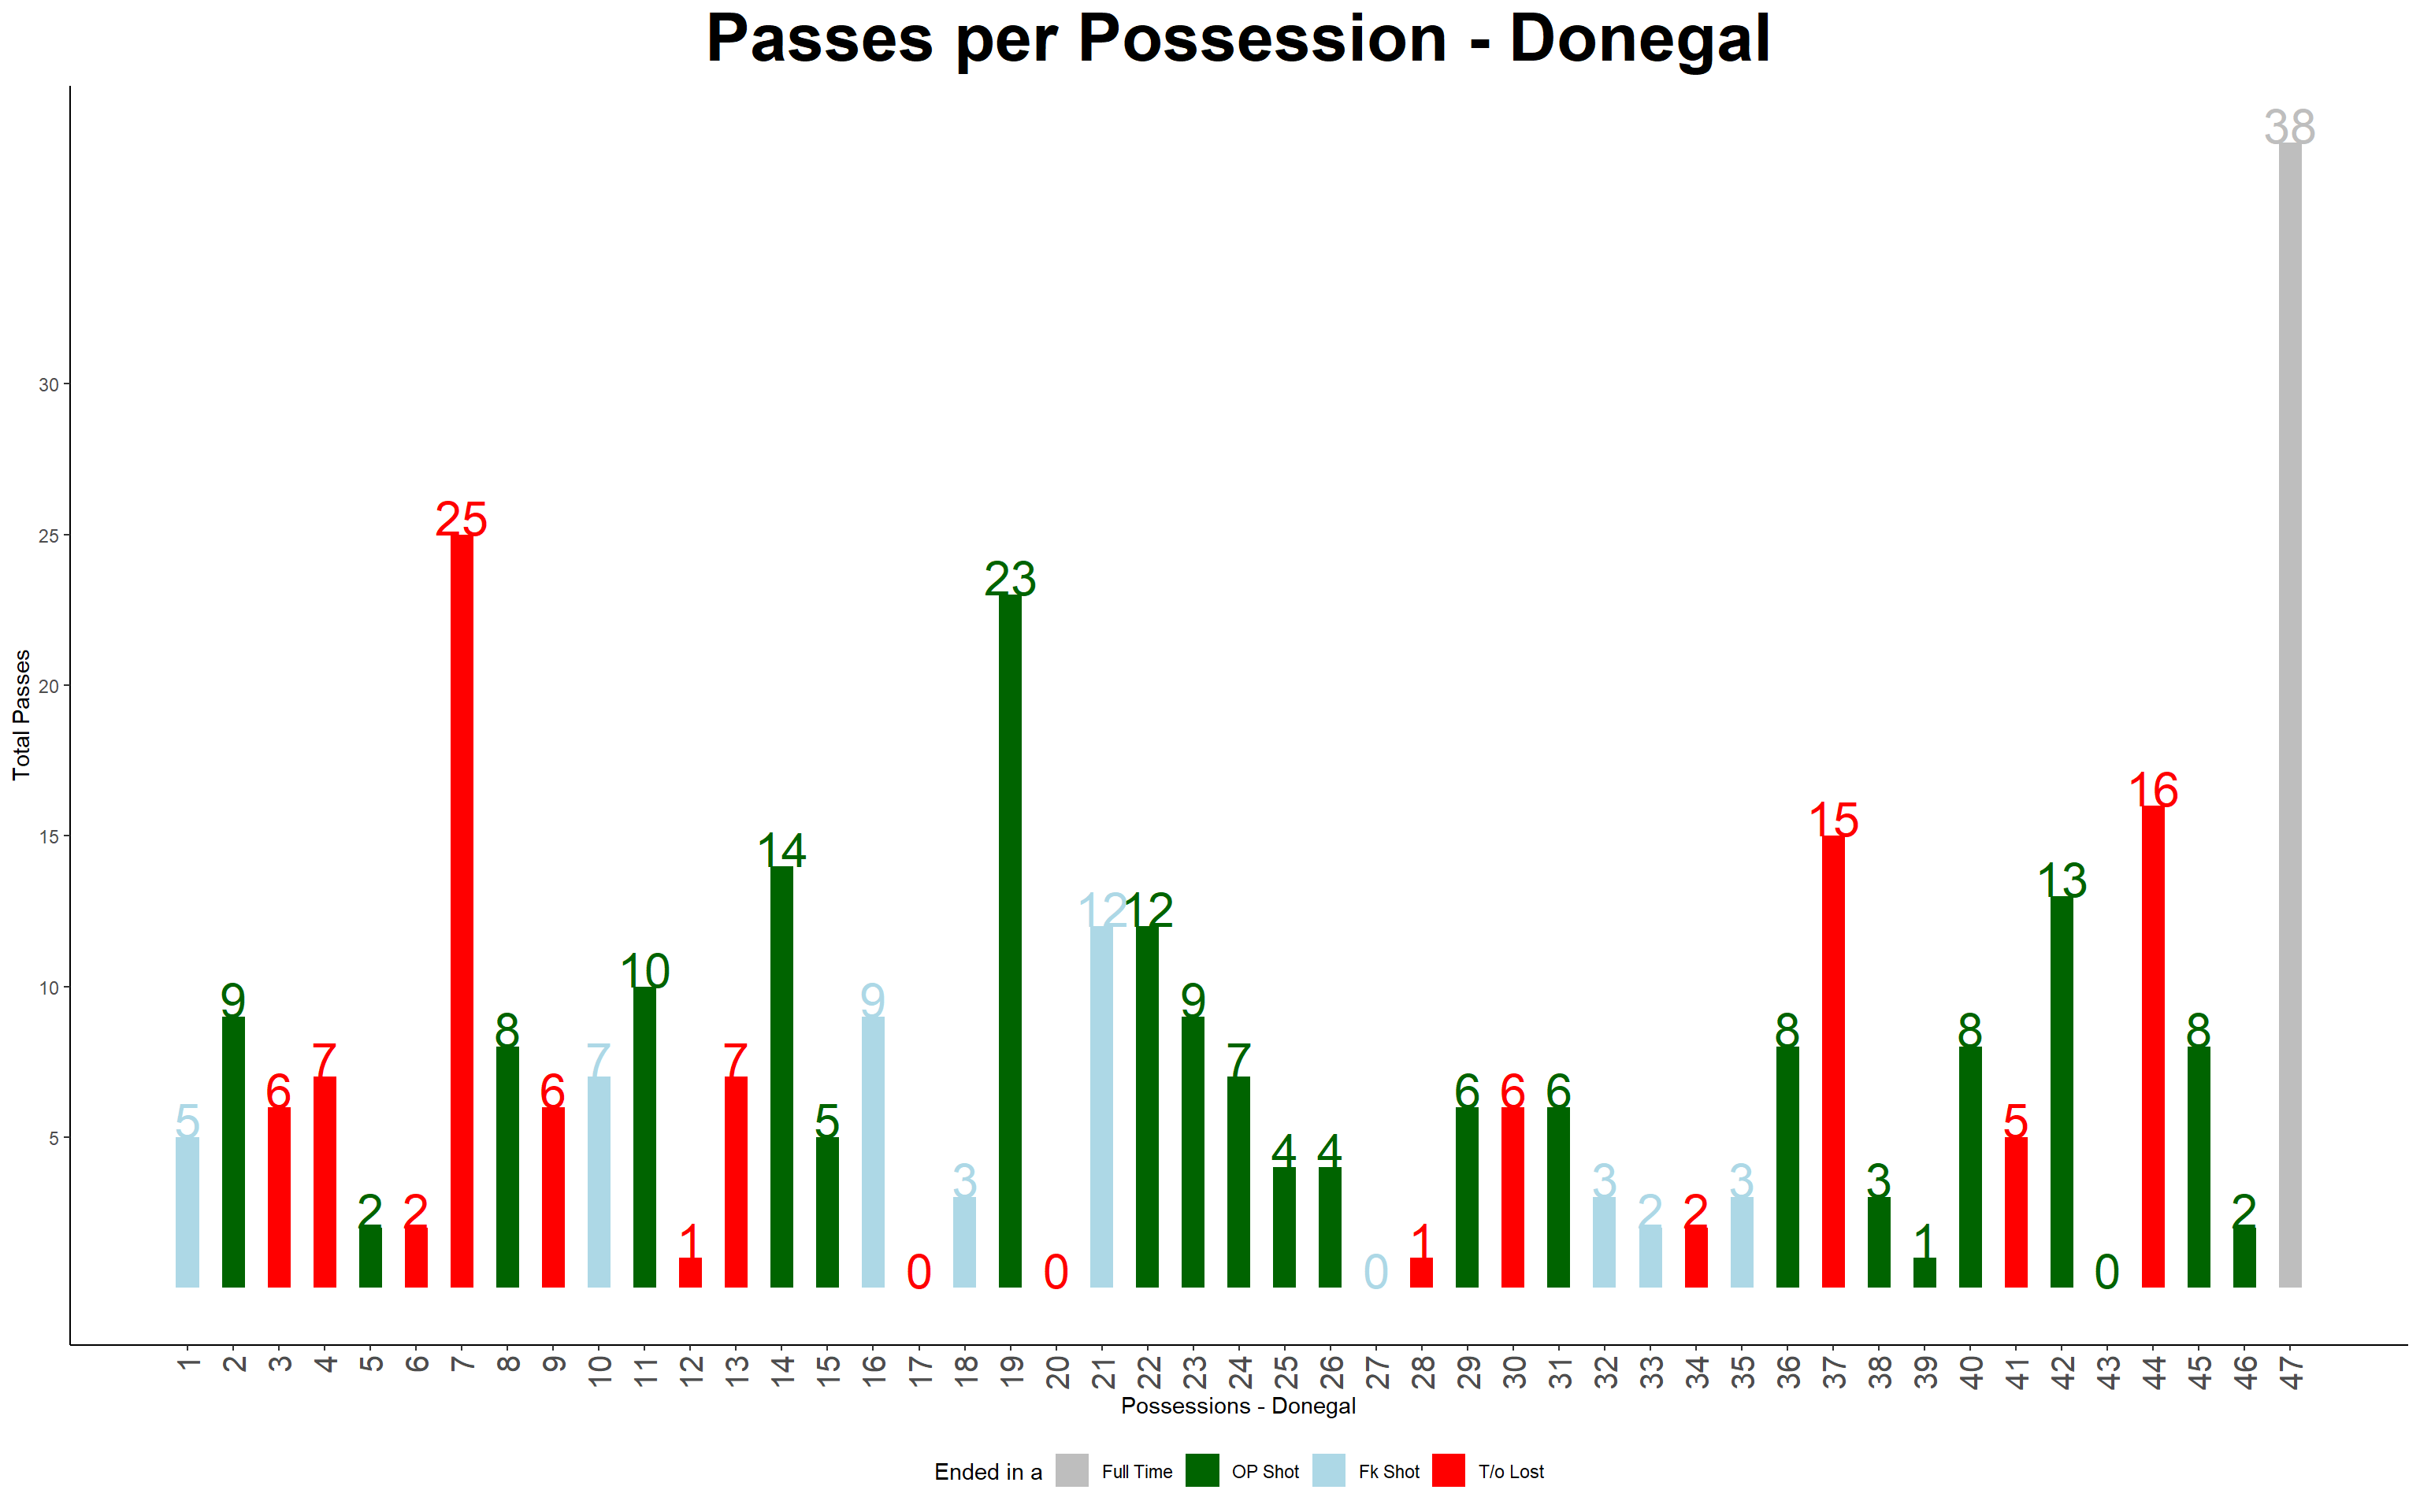 Passes per Possession - Donegal
Total Passes
30
25
20
15
10
5
5 9 6 7 2 2 25 8 6 7 10 1 7 14 5 9 0 3 23 0 12 12 9 7 4 4 0 1 6 6 6 3 2 2 3 8 15 3 1 8 5 13 0 16 8 2 38
1 2 3 4 5 6 7 8 9 10 11 12 13 14 15 16 17 18 19 20 21 22 23 24 25 26 27 28 29 30 31 32 33 34 35 36 37 38 39 40 41 42 43 44 45 46 47
Possessions - Donegal
Ended in a Full Time OP Shot Fk Shot T/o Lost